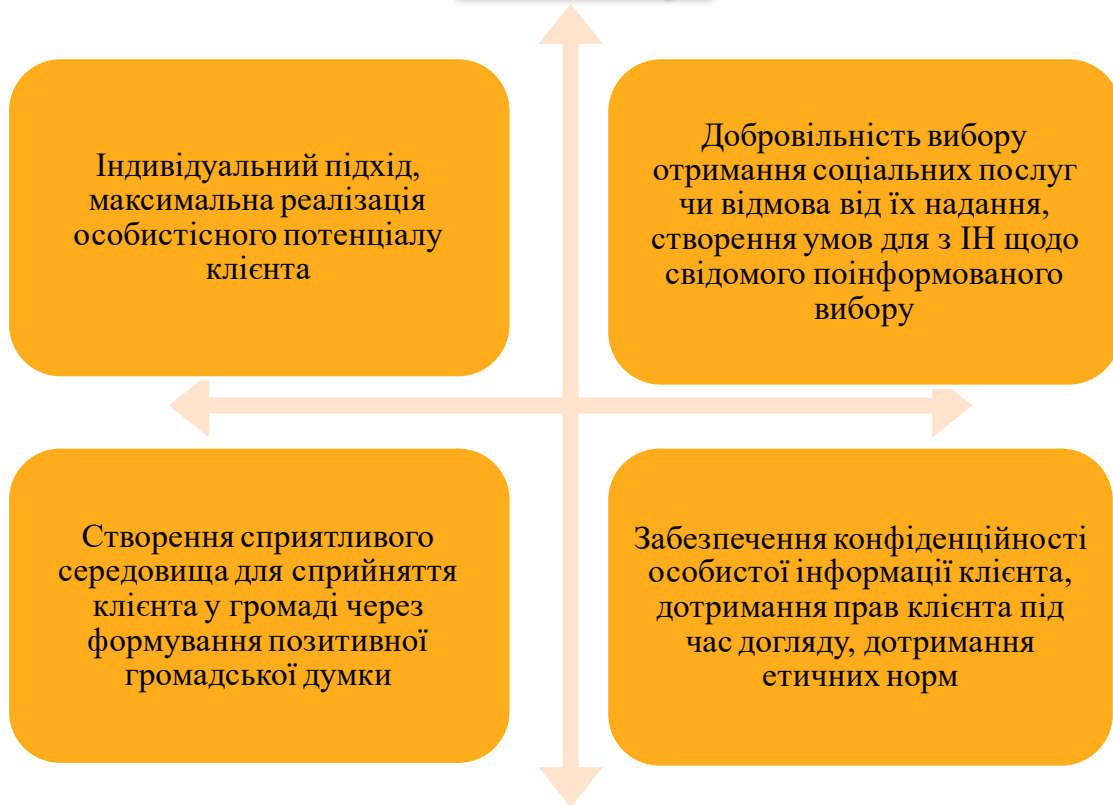 Індивідуальний підхід,
максимальна реалізація
особистісного потенціалу
клієнта
Добровільність вибору
отримання соціальних послуг
чи відмова від їх надання,
створення умов для з ІН щодо
свідомого поінформованого
вибору
Створення сприятливого
середовища для сприйняття
клієнта у громаді через
формування позитивної
громадської думки
Забезпечення конфіденційності
особистої інформації клієнта,
дотримання прав клієнта під
час догляду, дотримання
етичних норм